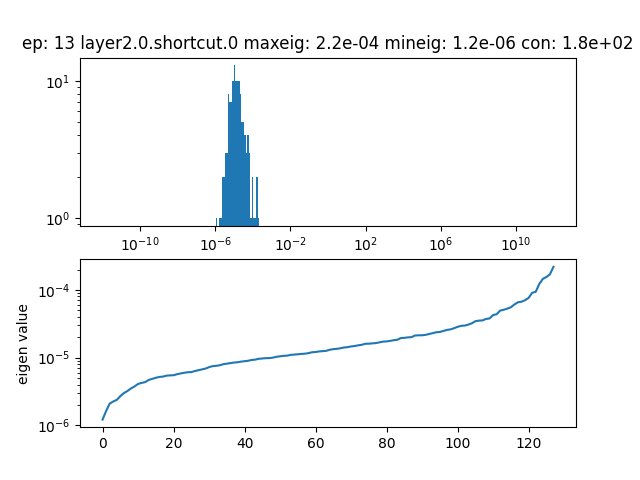 ep: 13 layer2.0.shortcut.0 maxeig: 2.2e-04 mineig: 1.2e-06 con: 1.8e+02
10¹
10⁰
10⁻¹⁰ 10⁻⁶ 10⁻² 10² 10⁶ 10¹⁰
eigen value
10⁻⁴
10⁻⁵
10⁻⁶
0 20 40 60 80 100 120